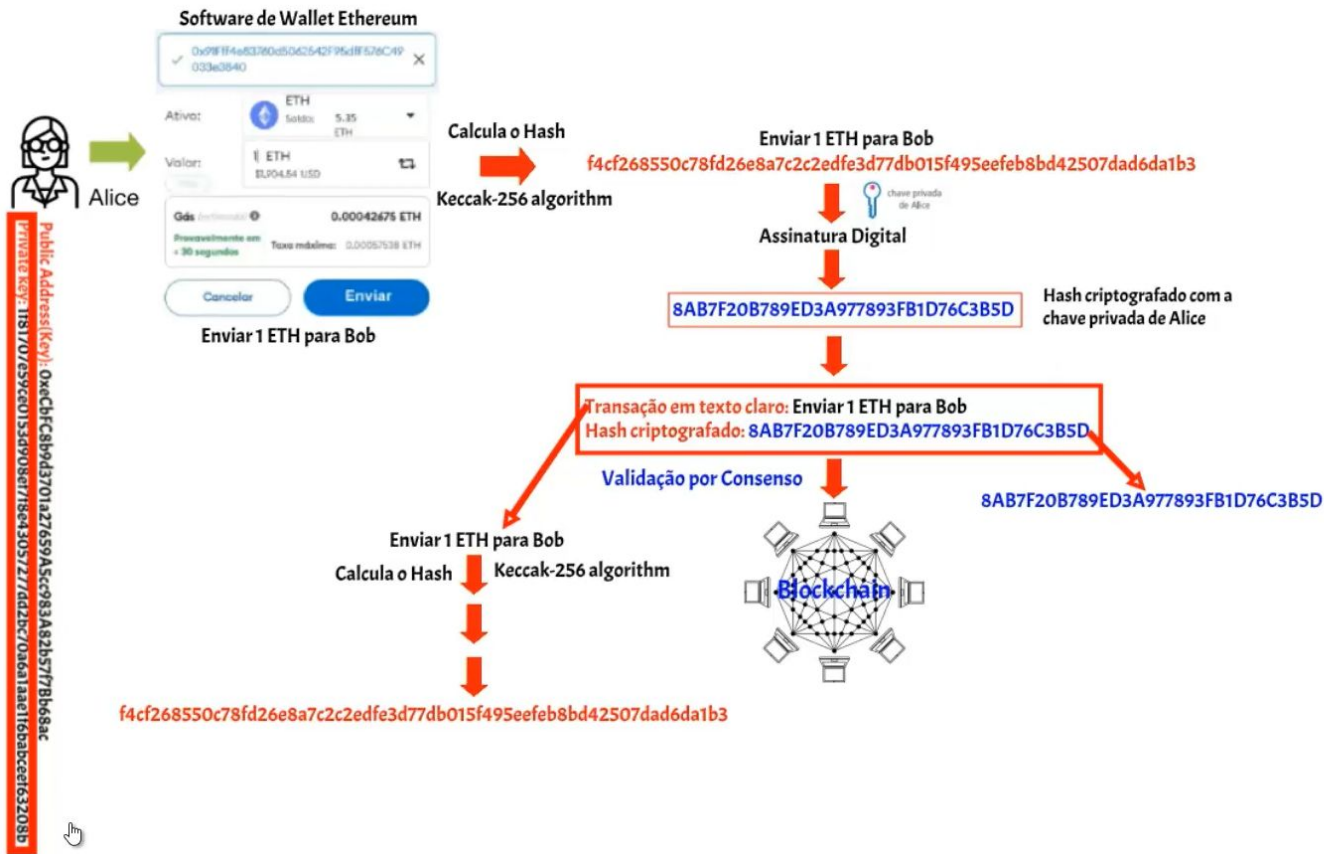 Software de Wallet Ethereum
033e3840
Ativo:
ETH
Saldo: 5.35
ETH
Valor:
1 ETH
$1,904.54 USD
Gás 0.00042675 ETH
Provavelmente em
< 30 segundos
Taxa máxima: 0.00057538 ETH
Cancelar
Enviar
Enviar 1 ETH para Bob
Alice
Public Address(Key):
Private key:
Calcula o Hash
Keccak-256 algorithm
Enviar 1 ETH para Bob
f4cf268550c78fd26e8a7c2c2edfe3d77db015f495eefeb8bd42507dad6da1b3
chave privada
de Alice
Assinatura Digital
8AB7F20B789ED3A977893FB1D76C3B5D
Hash criptografado com a
chave privada de Alice
Transação em texto claro: Enviar 1 ETH para Bob
Hash criptografado: 8AB7F20B789ED3A977893FB1D76C3B5D
Validação por Consenso
8AB7F20B789ED3A977893FB1D76C3B5D
Blockchain
Enviar 1 ETH para Bob
Calcula o Hash
Keccak-256 algorithm
f4cf268550c78fd26e8a7c2c2edfe3d77db015f495eefeb8bd42507dad6da1b3